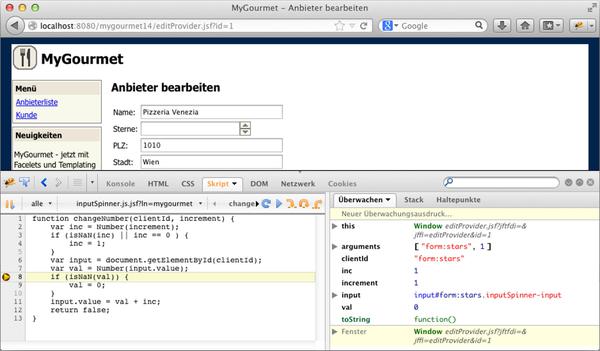 MyGourmet – Anbieter bearbeiten
localhost:8080/mygourmet14/editProvider.jsf?id=1
Google
MyGourmet
Menü
Anbieterliste
Kunde
Neuigkeiten
MyGourmet - jetzt mit
Facelets und Templating
Anbieter bearbeiten
Name: Pizzeria Venezia
Sterne:
PLZ: 1010
Stadt: Wien
Konsole HTML CSS Skript DOM Netzwerk Cookies
alle inputSpinner.js.jsf?ln=mygourmet change
1 function changeNumber(clientId, increment) {
2 var inc = Number(increment);
3 if (isNaN(inc) || inc == 0 ) {
4 inc = 1;
5 }
6 var input = document.getElementById(clientId);
7 var val = Number(input.value);
8 if (isNaN(val)) {
9 val = 0;
10 }
11 input.value = val + inc;
12 return false;
13 }
Überwachen Stack Haltepunkte
Neuer Überwachungsausdruck...
this Window editProvider.jsf?jftfdi=&
jffi=editProvider&id=1
arguments [ "form:stars", 1 ]
clientId "form:stars"
inc 1
increment 1
input input#form:stars.inputSpinner-input
val 0
toString function()
Fenster Window editProvider.jsf?jftfdi=&
jffi=editProvider&id=1